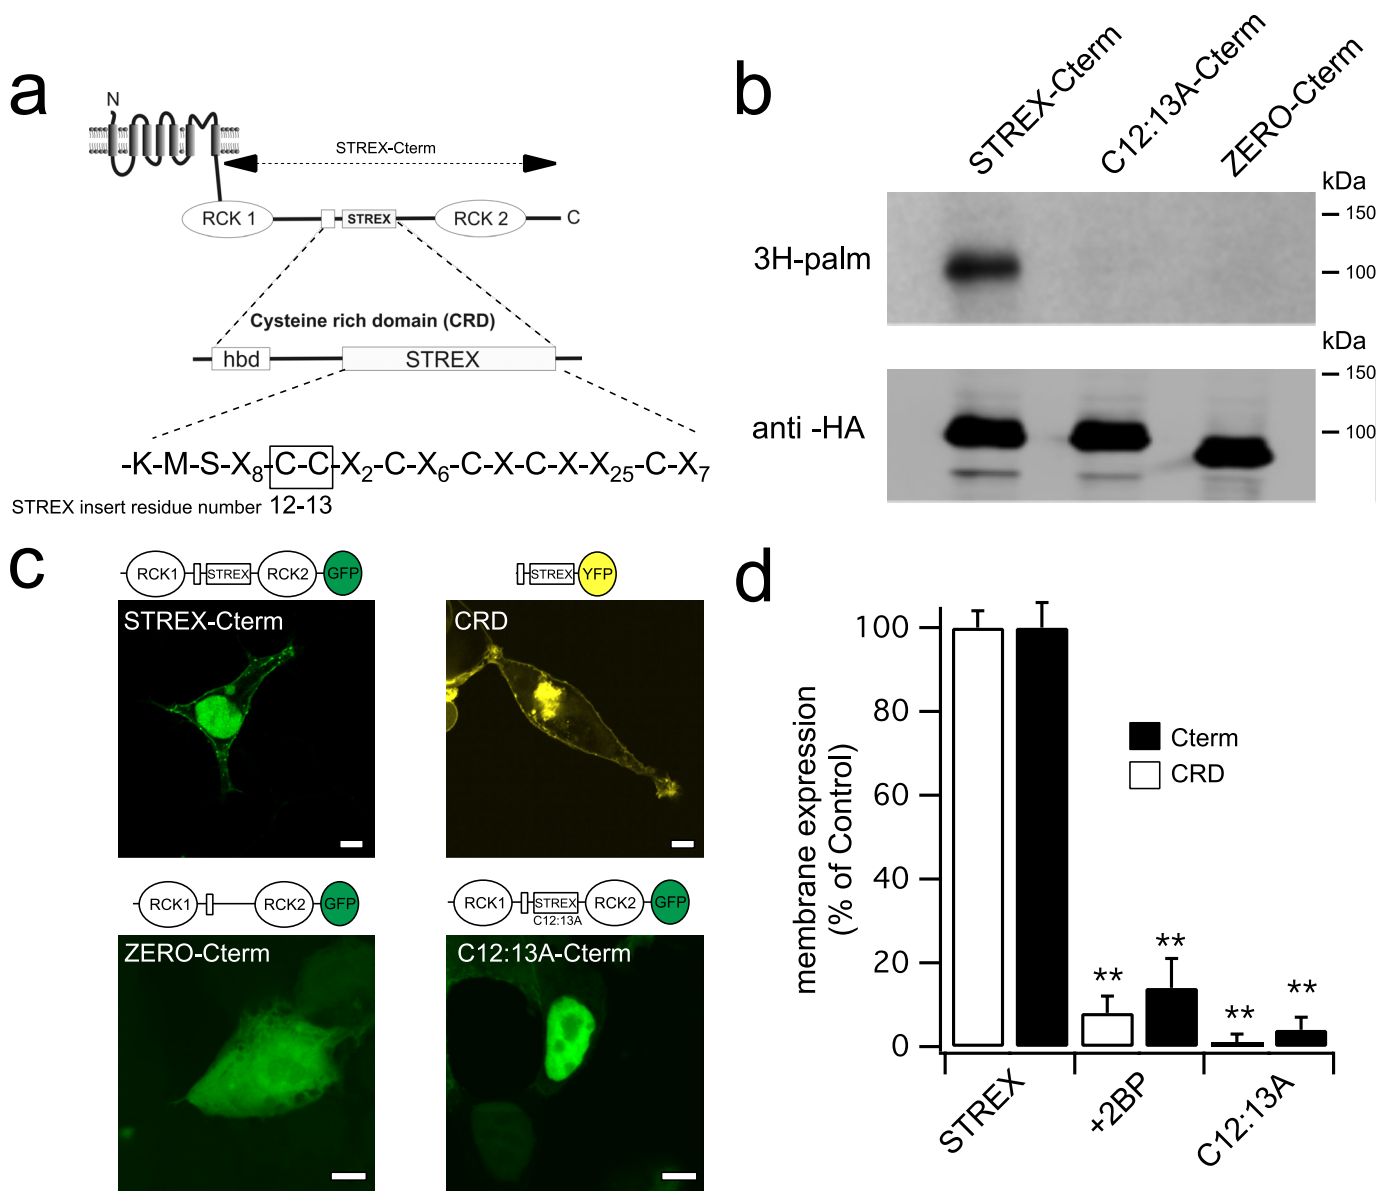 a
N
STREX-Cterm
RCK 1
STREX
RCK 2
C
Cysteine rich domain (CRD)
hbd
STREX
-K-M-S-X8-C-C-X2-C-X6-C-X-C-X-X25-C-X7
STREX insert residue number 12-13
b
STREX-Cterm
C12:13A-Cterm
ZERO-Cterm
kDa
150
3H-palm
100
kDa
150
anti -HA
100
c
RCK1
STREX
RCK2
GFP
STREX-Cterm
STREX
YFP
CRD
RCK1
RCK2
GFP
ZERO-Cterm
RCK1
STREX
C12:13A
RCK2
GFP
C12:13A-Cterm
d
membrane expression
(% of Control)
100
80
60
40
20
0
Cterm
CRD
**
**
**
**
STREX
+2BP
C12:13A